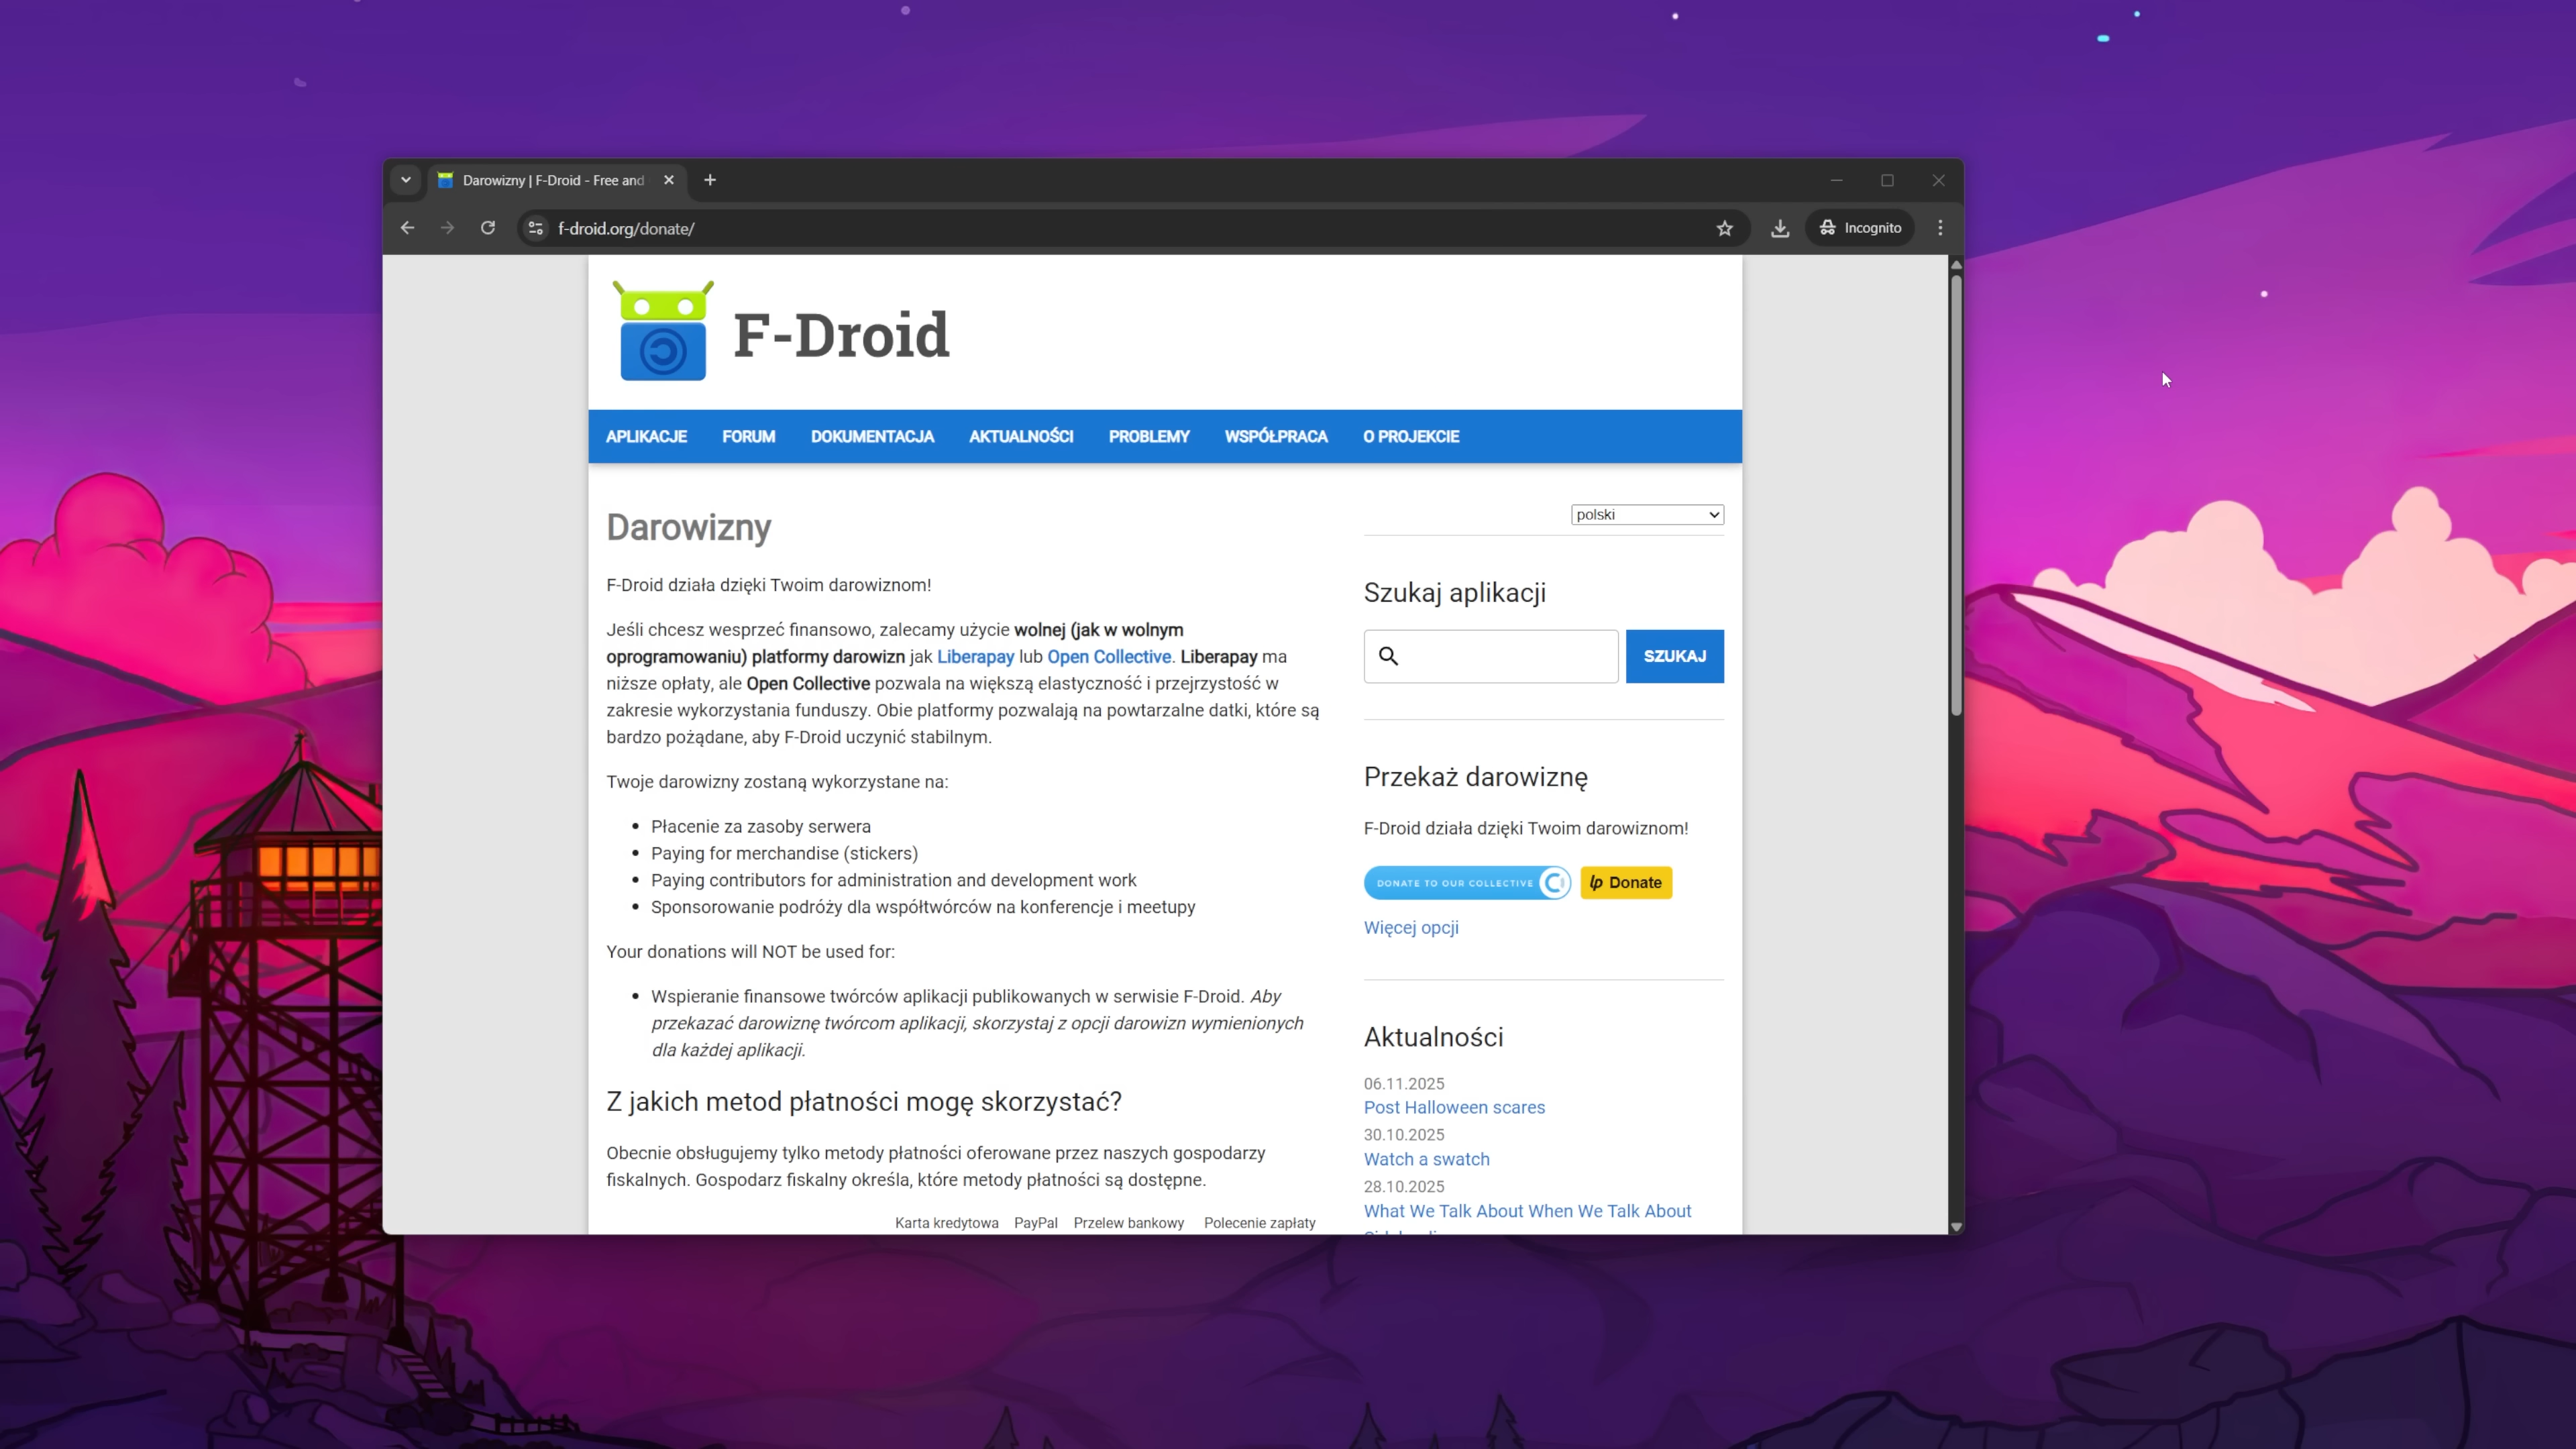 Darowizny | F-Droid - Free and
f-droid.org/donate/
Incognito
F-Droid
APLIKACJE FORUM DOKUMENTACJA AKTUALNOŚCI PROBLEMY WSPÓŁPRACA O PROJEKCIE
Darowizny
F-Droid działa dzięki Twoim darowiznom!
Jeśli chcesz wesprzeć finansowo, zalecamy użycie wolnej (jak w wolnym
oprogramowaniu) platformy darowizn jak Liberapay lub Open Collective. Liberapay ma
niższe opłaty, ale Open Collective pozwala na większą elastyczność i przejrzystość w
zakresie wykorzystania funduszy. Obie platformy pozwalają na powtarzalne datki, które są
bardzo pożądane, aby F-Droid uczynić stabilnym.
Twoje darowizny zostaną wykorzystane na:
• Płacenie za zasoby serwera
• Paying for merchandise (stickers)
• Paying contributors for administration and development work
• Sponsorowanie podróży dla współtwórców na konferencje i meetupy
Your donations will NOT be used for:
• Wspieranie finansowe twórców aplikacji publikowanych w serwisie F-Droid. Aby
przekazać darowiznę twórcom aplikacji, skorzystaj z opcji darowizn wymienionych
dla każdej aplikacji.
Z jakich metod płatności mogę skorzystać?
Obecnie obsługujemy tylko metody płatności oferowane przez naszych gospodarzy
fiskalnych. Gospodarz fiskalny określa, które metody płatności są dostępne.
Karta kredytowa PayPal Przelew bankowy Polecenie zapłaty
polski
Szukaj aplikacji
SZUKAJ
Przekaż darowiznę
F-Droid działa dzięki Twoim darowiznom!
DONATE TO OUR COLLECTIVE
lp Donate
Więcej opcji
Aktualności
06.11.2025
Post Halloween scares
30.10.2025
Watch a swatch
28.10.2025
What We Talk About When We Talk About